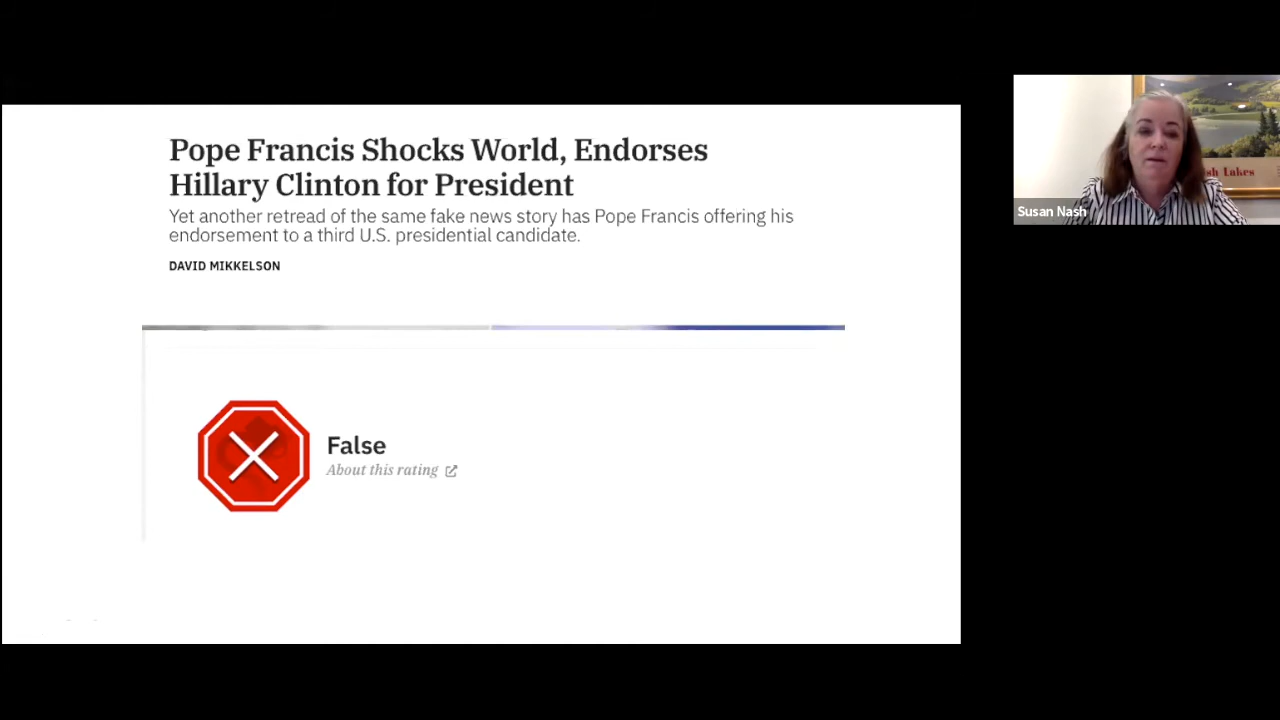 Pope Francis Shocks World, Endorses
Hillary Clinton for President
Yet another retread of the same fake news story has Pope Francis offering his
endorsement to a third U.S. presidential candidate.
DAVID MIKKELSON
False
About this rating
Lakes
Susan Nash